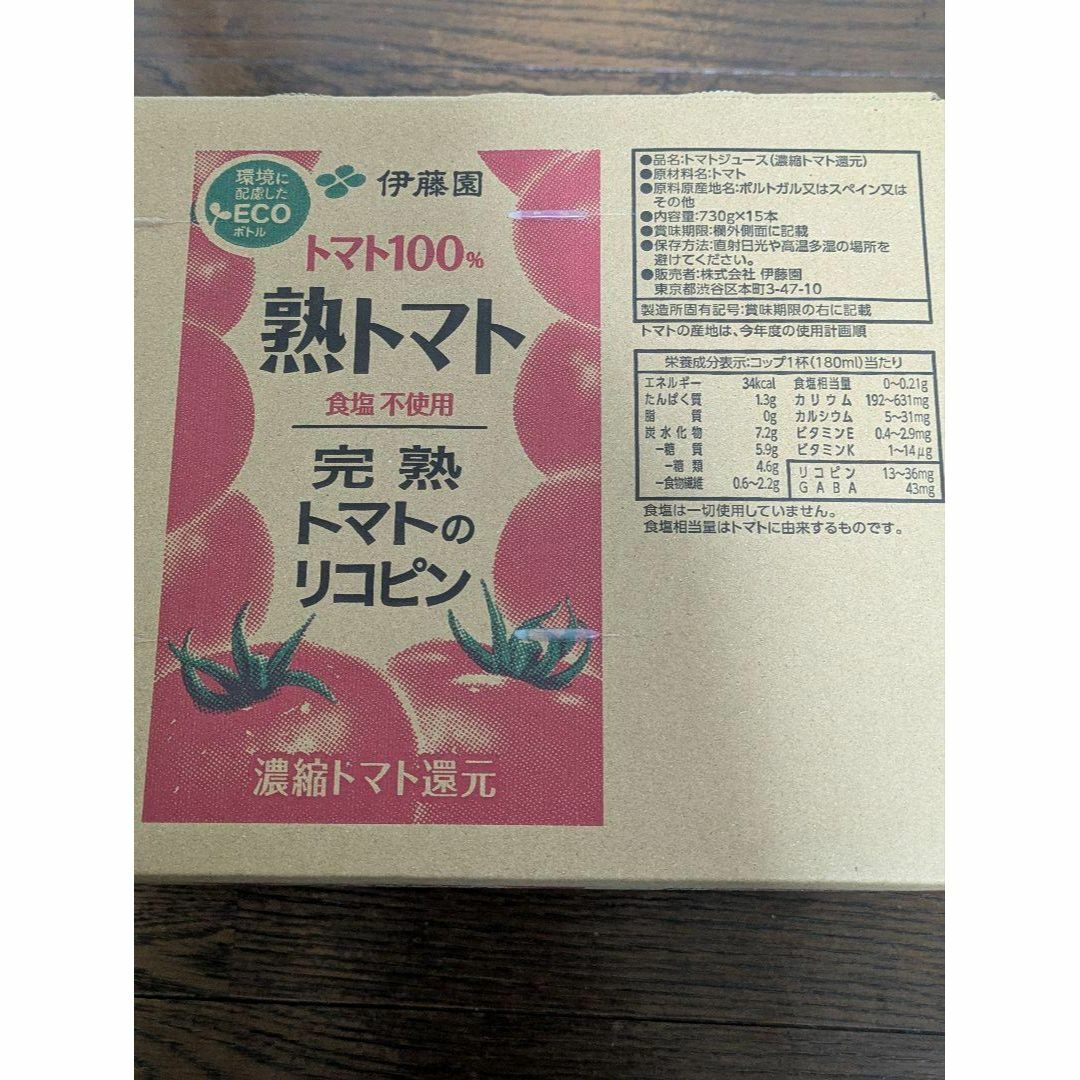 環境に
配慮した
ECO
ボトル
伊藤園
トマト100%
熟トマト
食塩 不使用
完熟
トマトの
リコピン
濃縮トマト還元
●品名:トマトジュース(濃縮トマト還元)
●原材料名:トマト
●原料原産地名:ポルトガル又はスペイン又は
その他
●内容量:730g×15本
●賞味期限:欄外側面に記載
●保存方法:直射日光や高温多湿の場所を
避けてください。
●販売者:株式会社 伊藤園
東京都渋谷区本町3-47-10
製造所固有記号:賞味期限の右に記載
トマトの産地は、今年度の使用計画順
栄養成分表示:コップ1杯(180ml)当たり
エネルギー 34kcal 食塩相当量 0〜0.21g
たんぱく質 1.3g カリウム 192〜631mg
脂質 0g カルシウム 5〜31mg
炭水化物 7.2g ビタミンE 0.4〜2.9mg
ー糖質 5.9g ビタミンK 1〜14μg
ー糖類 4.6g リコピン 13〜36mg
ー食物繊維 0.6〜2.2g GABA 43mg
食塩は一切使用していません。
食塩相当量はトマトに由来するものです。